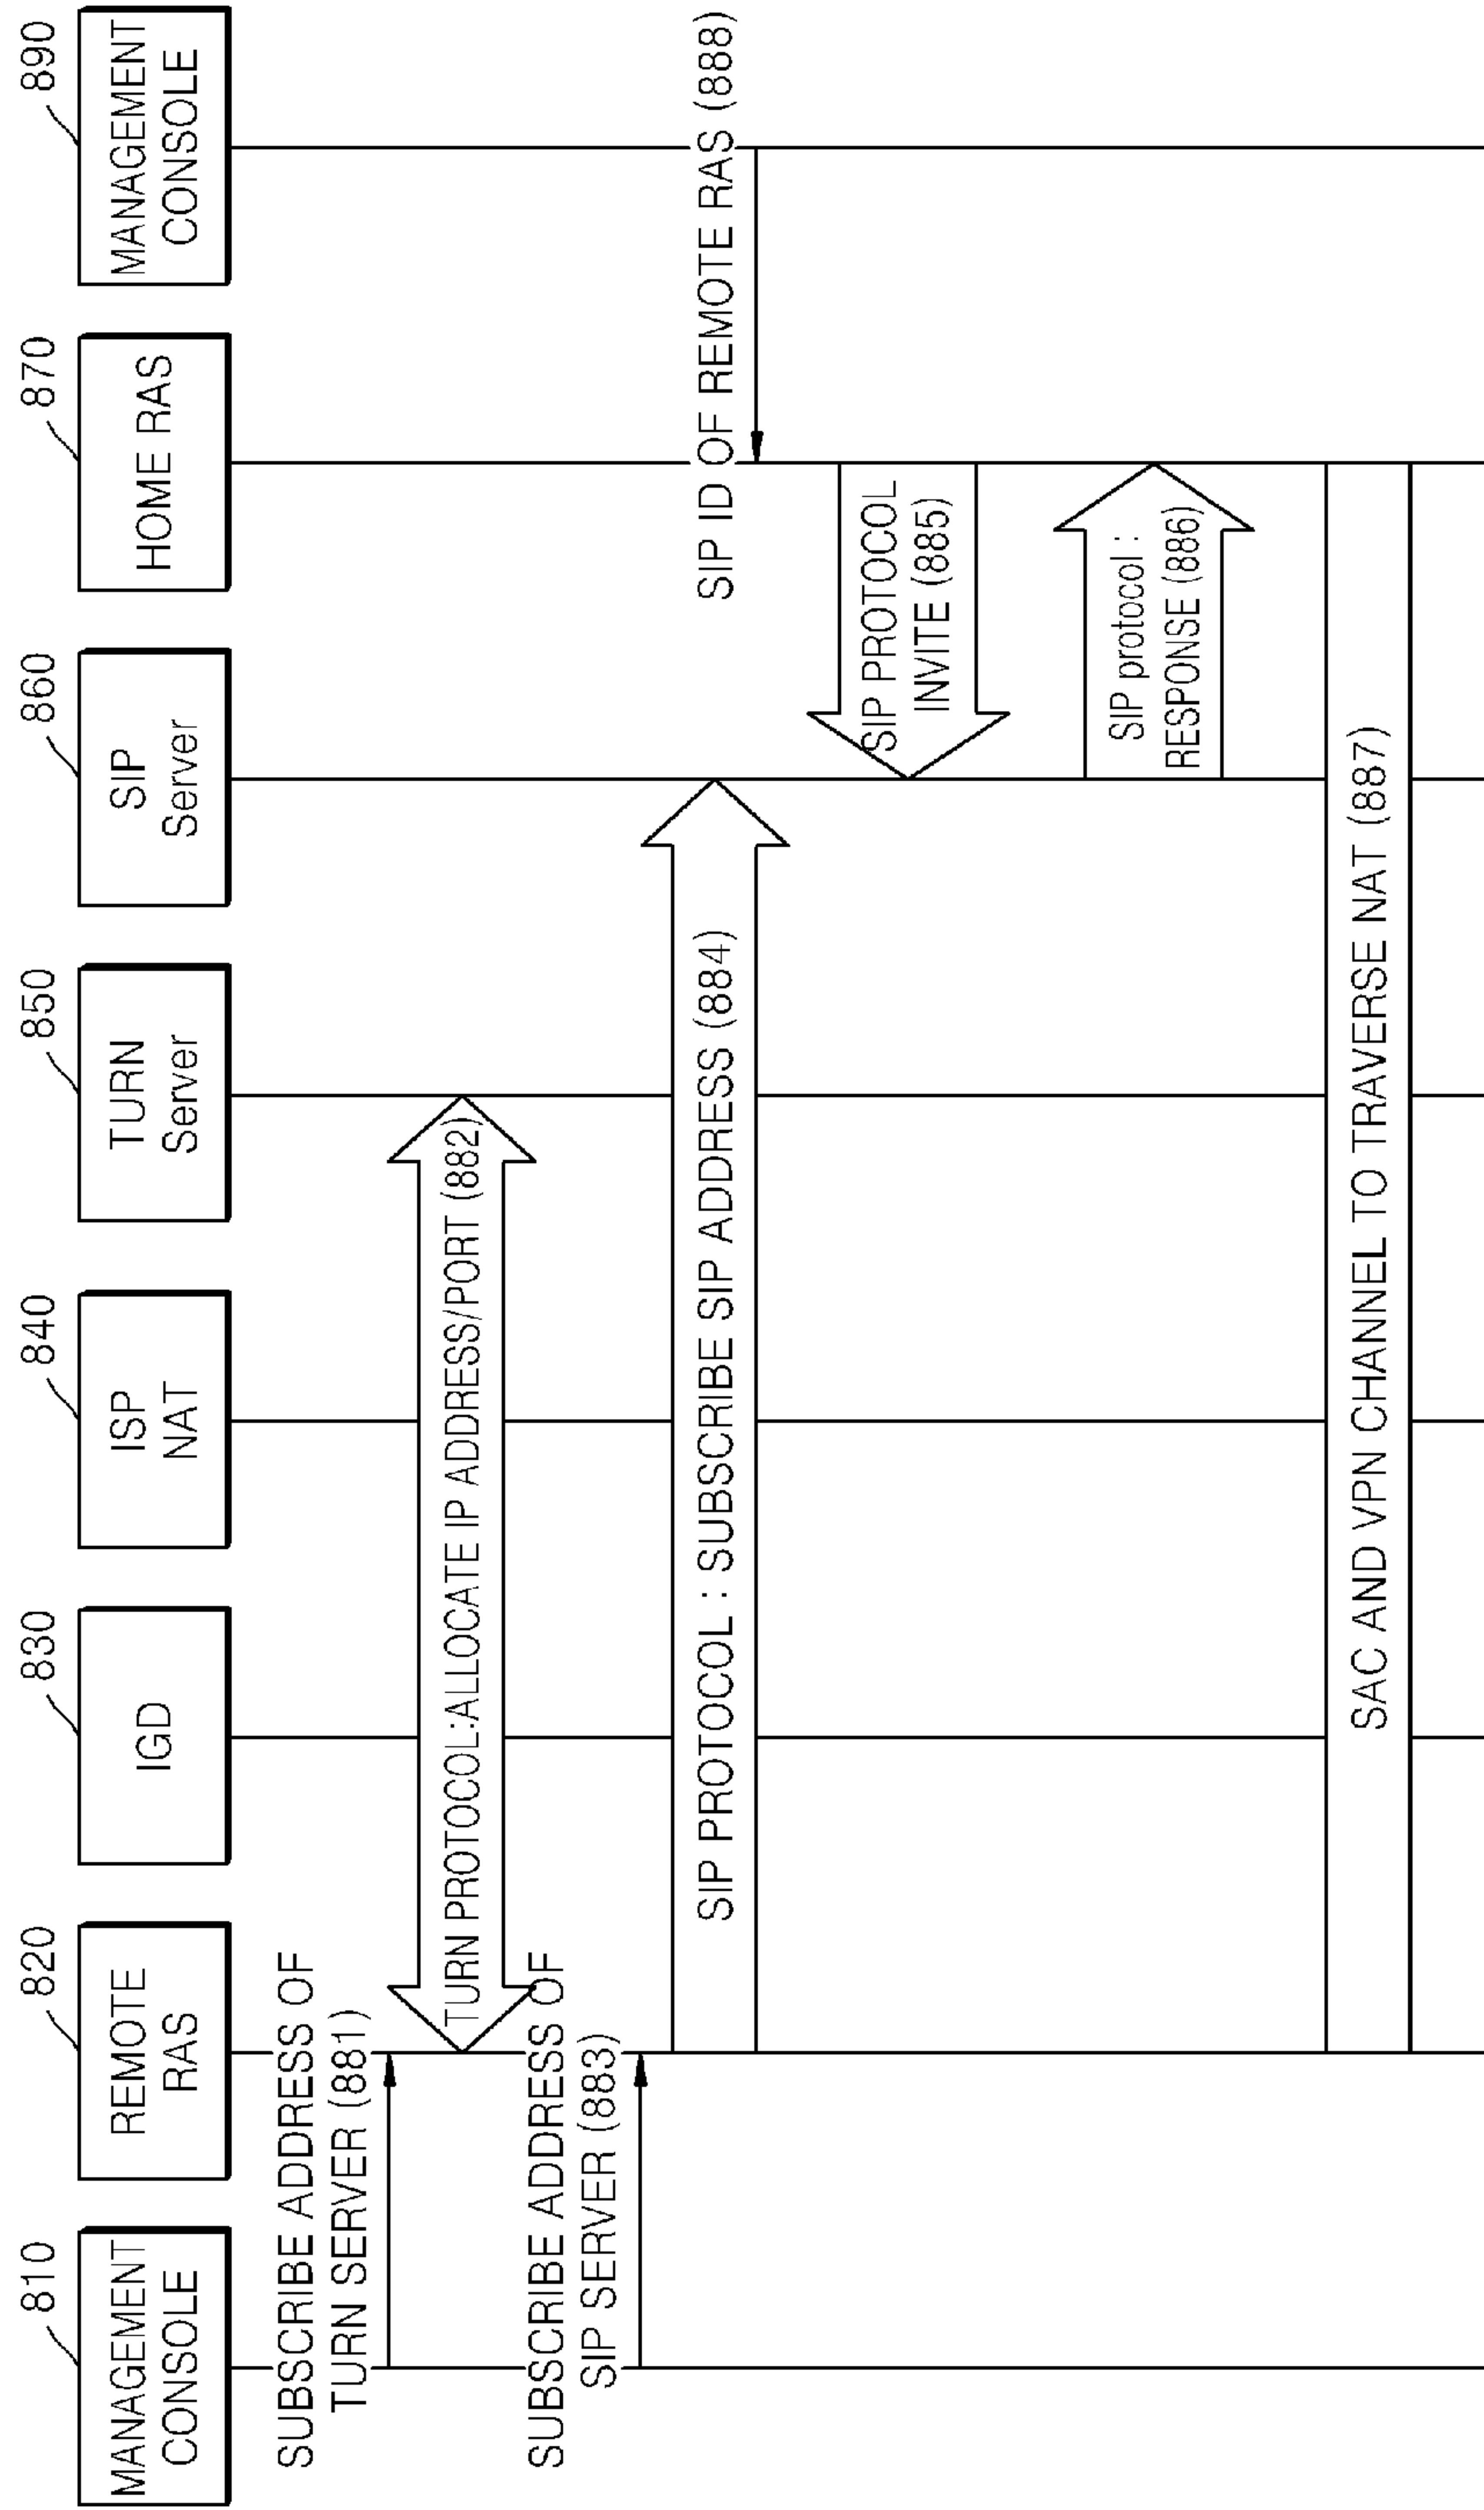 810
820
830
840
850
860
870
890
MANAGEMENT
CONSOLE
REMOTE
RAS
IGD
ISP
NAT
TURN
Server
SIP
Server
HOME RAS
MANAGEMENT
CONSOLE
SUBSCRIBE ADDRESS OF
TURN SERVER (881)
TURN PROTOCOL:ALLOCATE IP ADDRESS/PORT (882)
SUBSCRIBE ADDRESS OF
SIP SERVER (883)
SIP PROTOCOL : SUBSCRIBE SIP ADDRESS (884)
SIP ID OF REMOTE RAS (888)
SIP PROTOCOL
INVITE (885)
SIP protocol :
RESPONSE (886)
SAC AND VPN CHANNEL TO TRAVERSE NAT (887)